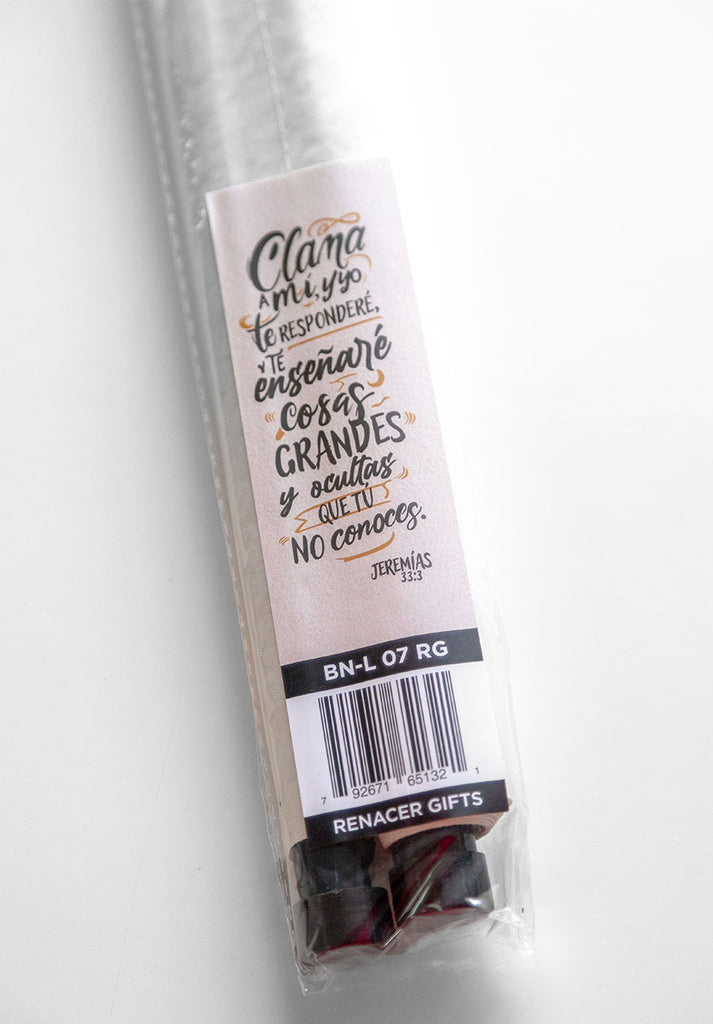 Clama
A mí, y yo
te RESPONDERÉ,
Y TE
enseñaré
cosas
GRANDES
y ocultas
QUE TÚ
NO conoces.
JEREMÍAS
33:3
BN-L 07 RG
7 92671 65132 1
RENACER GIFTS